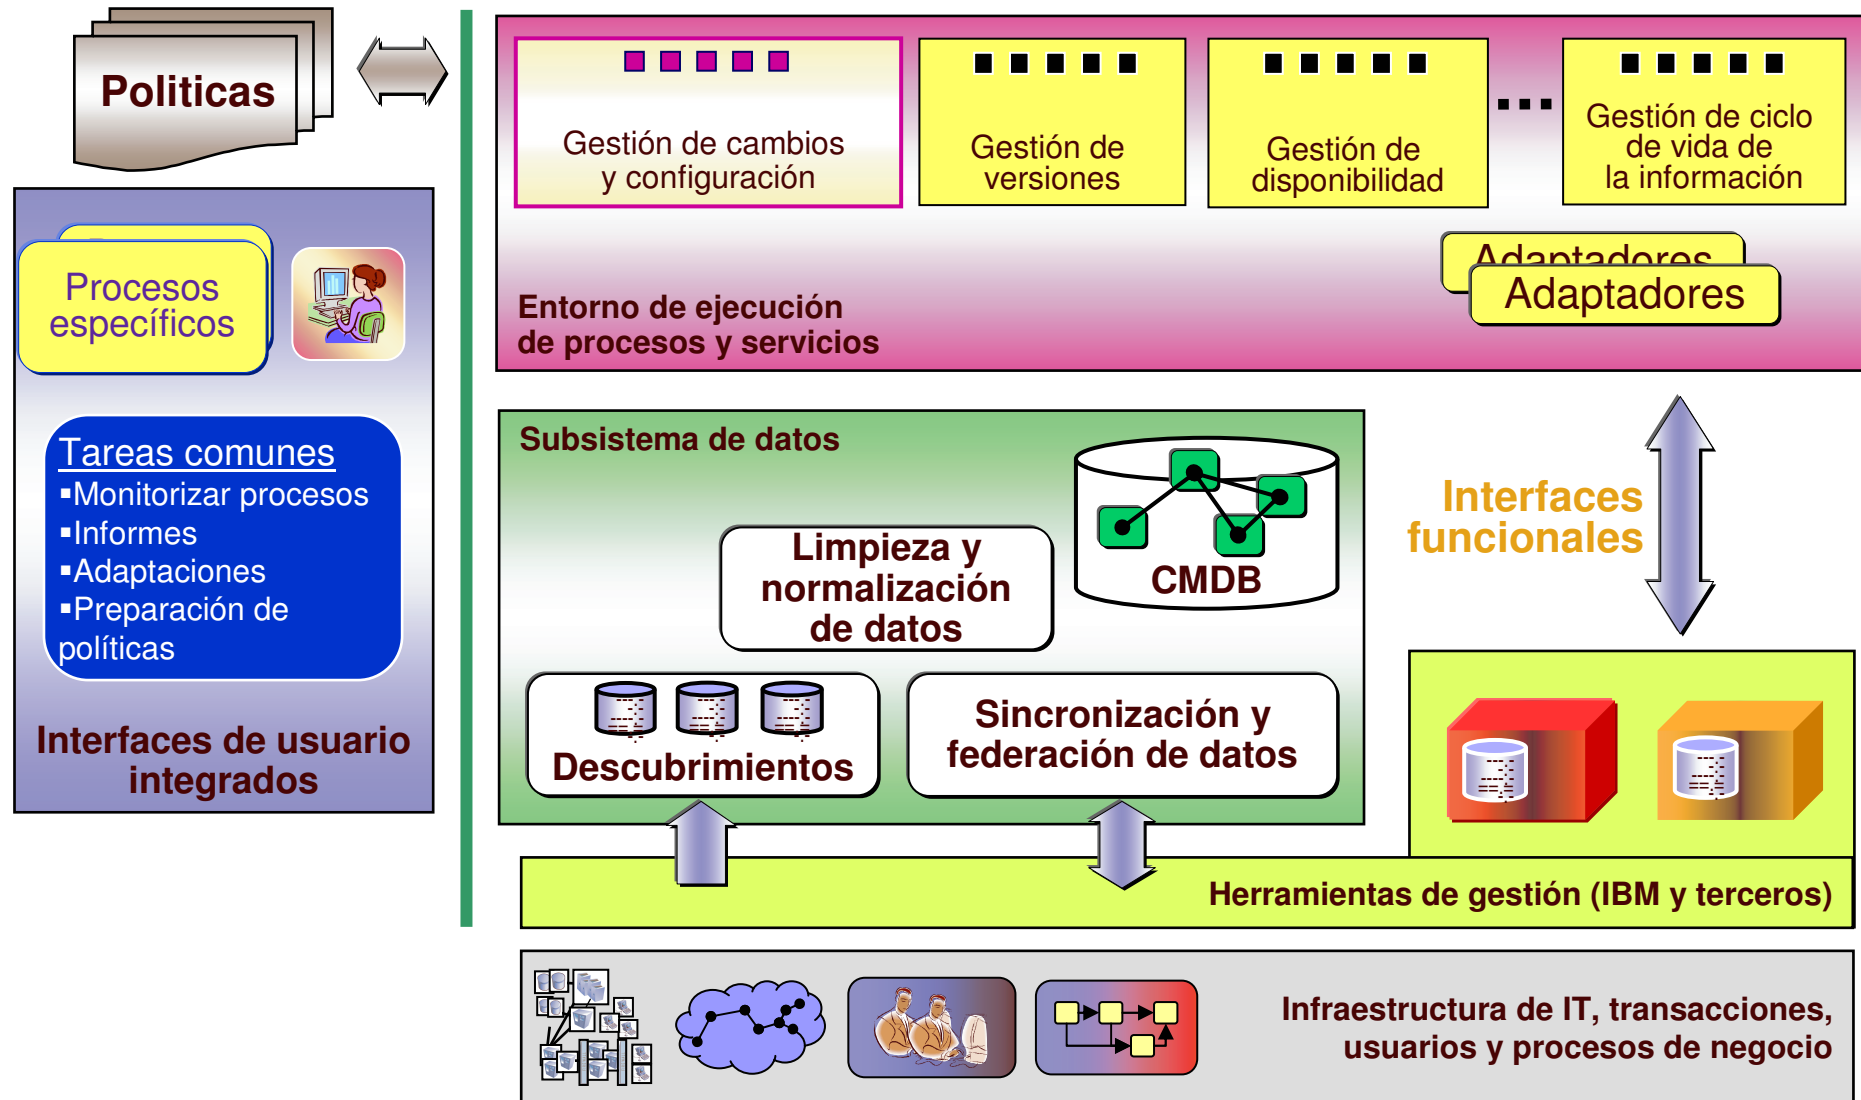 Politicas
Procesos
específicos
Tareas comunes
▪Monitorizar procesos
▪Informes
▪Adaptaciones
▪Preparación de
políticas
Interfaces de usuario
integrados
Gestión de cambios
y configuración
Gestión de
versiones
Gestión de
disponibilidad
...
Gestión de ciclo
de vida de
la información
Adaptadores
Adaptadores
Entorno de ejecución
de procesos y servicios
Subsistema de datos
CMDB
Limpieza y
normalización
de datos
Descubrimientos
Sincronización y
federación de datos
Interfaces
funcionales
Herramientas de gestión (IBM y terceros)
Infraestructura de IT, transacciones,
usuarios y procesos de negocio